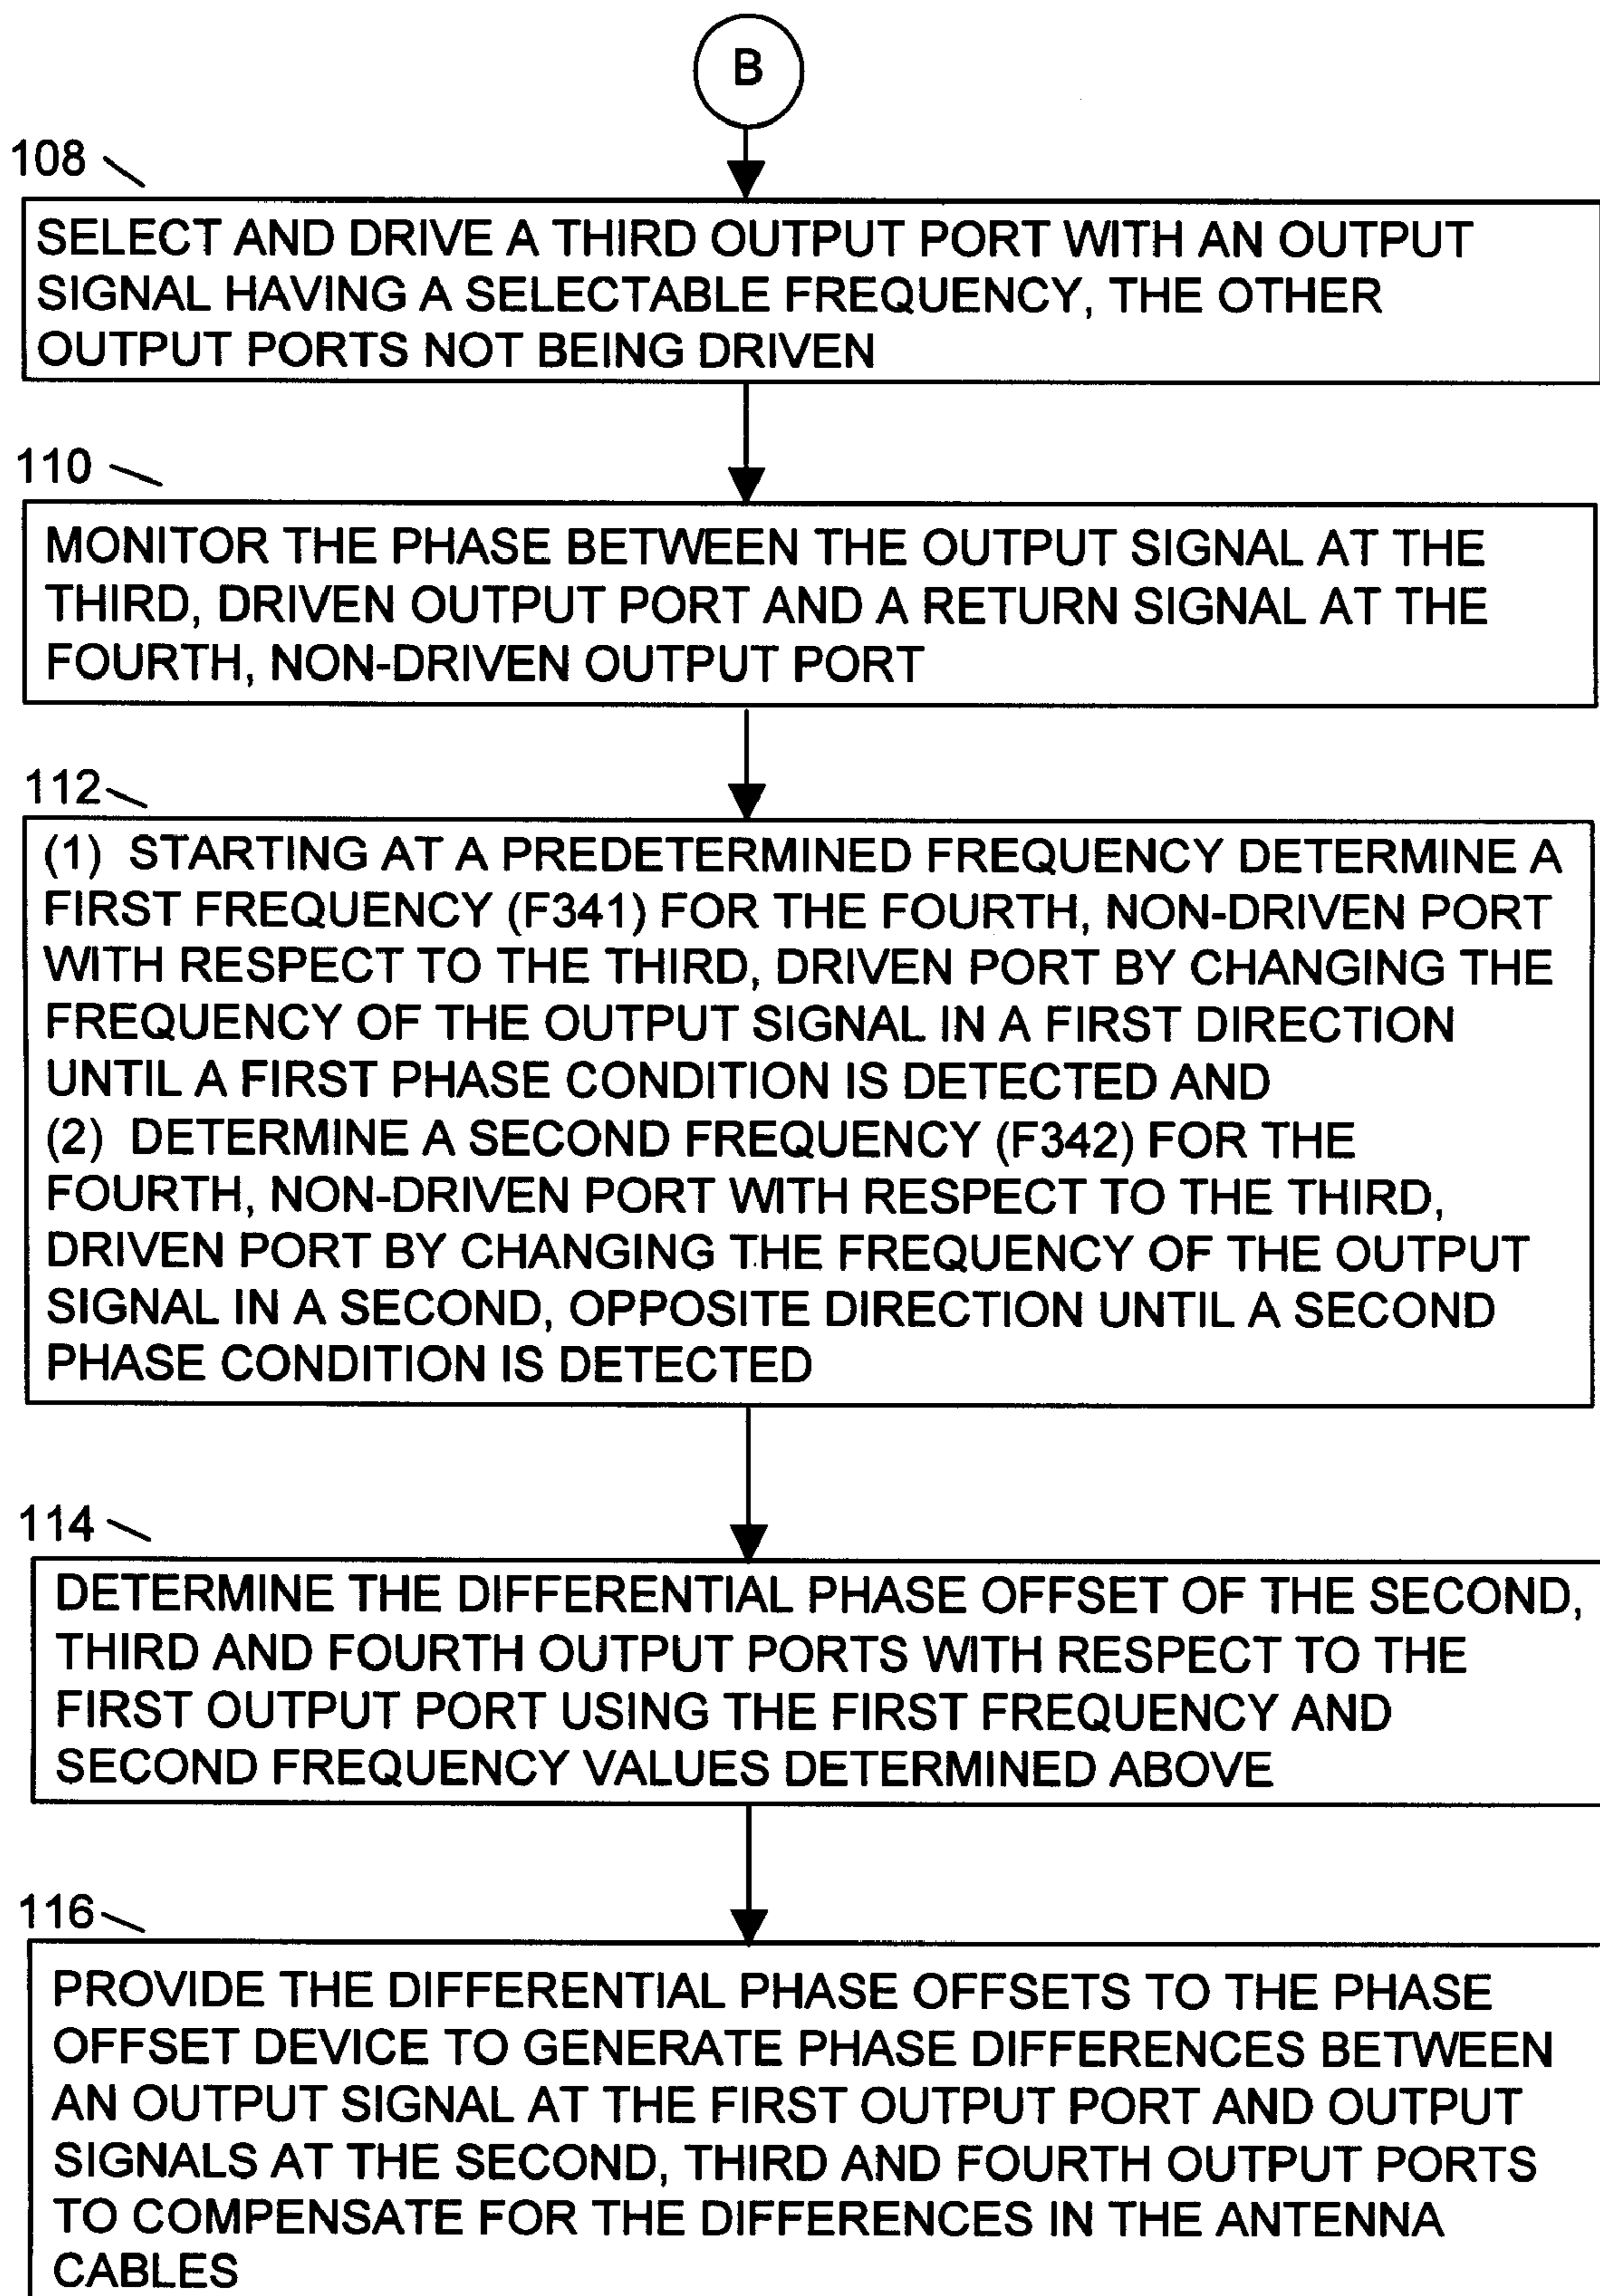 B
108
SELECT AND DRIVE A THIRD OUTPUT PORT WITH AN OUTPUT
SIGNAL HAVING A SELECTABLE FREQUENCY, THE OTHER
OUTPUT PORTS NOT BEING DRIVEN
110
MONITOR THE PHASE BETWEEN THE OUTPUT SIGNAL AT THE
THIRD, DRIVEN OUTPUT PORT AND A RETURN SIGNAL AT THE
FOURTH, NON-DRIVEN OUTPUT PORT
112
(1) STARTING AT A PREDETERMINED FREQUENCY DETERMINE A
FIRST FREQUENCY (F341) FOR THE FOURTH, NON-DRIVEN PORT
WITH RESPECT TO THE THIRD, DRIVEN PORT BY CHANGING THE
FREQUENCY OF THE OUTPUT SIGNAL IN A FIRST DIRECTION
UNTIL A FIRST PHASE CONDITION IS DETECTED AND
(2) DETERMINE A SECOND FREQUENCY (F342) FOR THE
FOURTH, NON-DRIVEN PORT WITH RESPECT TO THE THIRD,
DRIVEN PORT BY CHANGING THE FREQUENCY OF THE OUTPUT
SIGNAL IN A SECOND, OPPOSITE DIRECTION UNTIL A SECOND
PHASE CONDITION IS DETECTED
114
DETERMINE THE DIFFERENTIAL PHASE OFFSET OF THE SECOND,
THIRD AND FOURTH OUTPUT PORTS WITH RESPECT TO THE
FIRST OUTPUT PORT USING THE FIRST FREQUENCY AND
SECOND FREQUENCY VALUES DETERMINED ABOVE
116
PROVIDE THE DIFFERENTIAL PHASE OFFSETS TO THE PHASE
OFFSET DEVICE TO GENERATE PHASE DIFFERENCES BETWEEN
AN OUTPUT SIGNAL AT THE FIRST OUTPUT PORT AND OUTPUT
SIGNALS AT THE SECOND, THIRD AND FOURTH OUTPUT PORTS
TO COMPENSATE FOR THE DIFFERENCES IN THE ANTENNA
CABLES